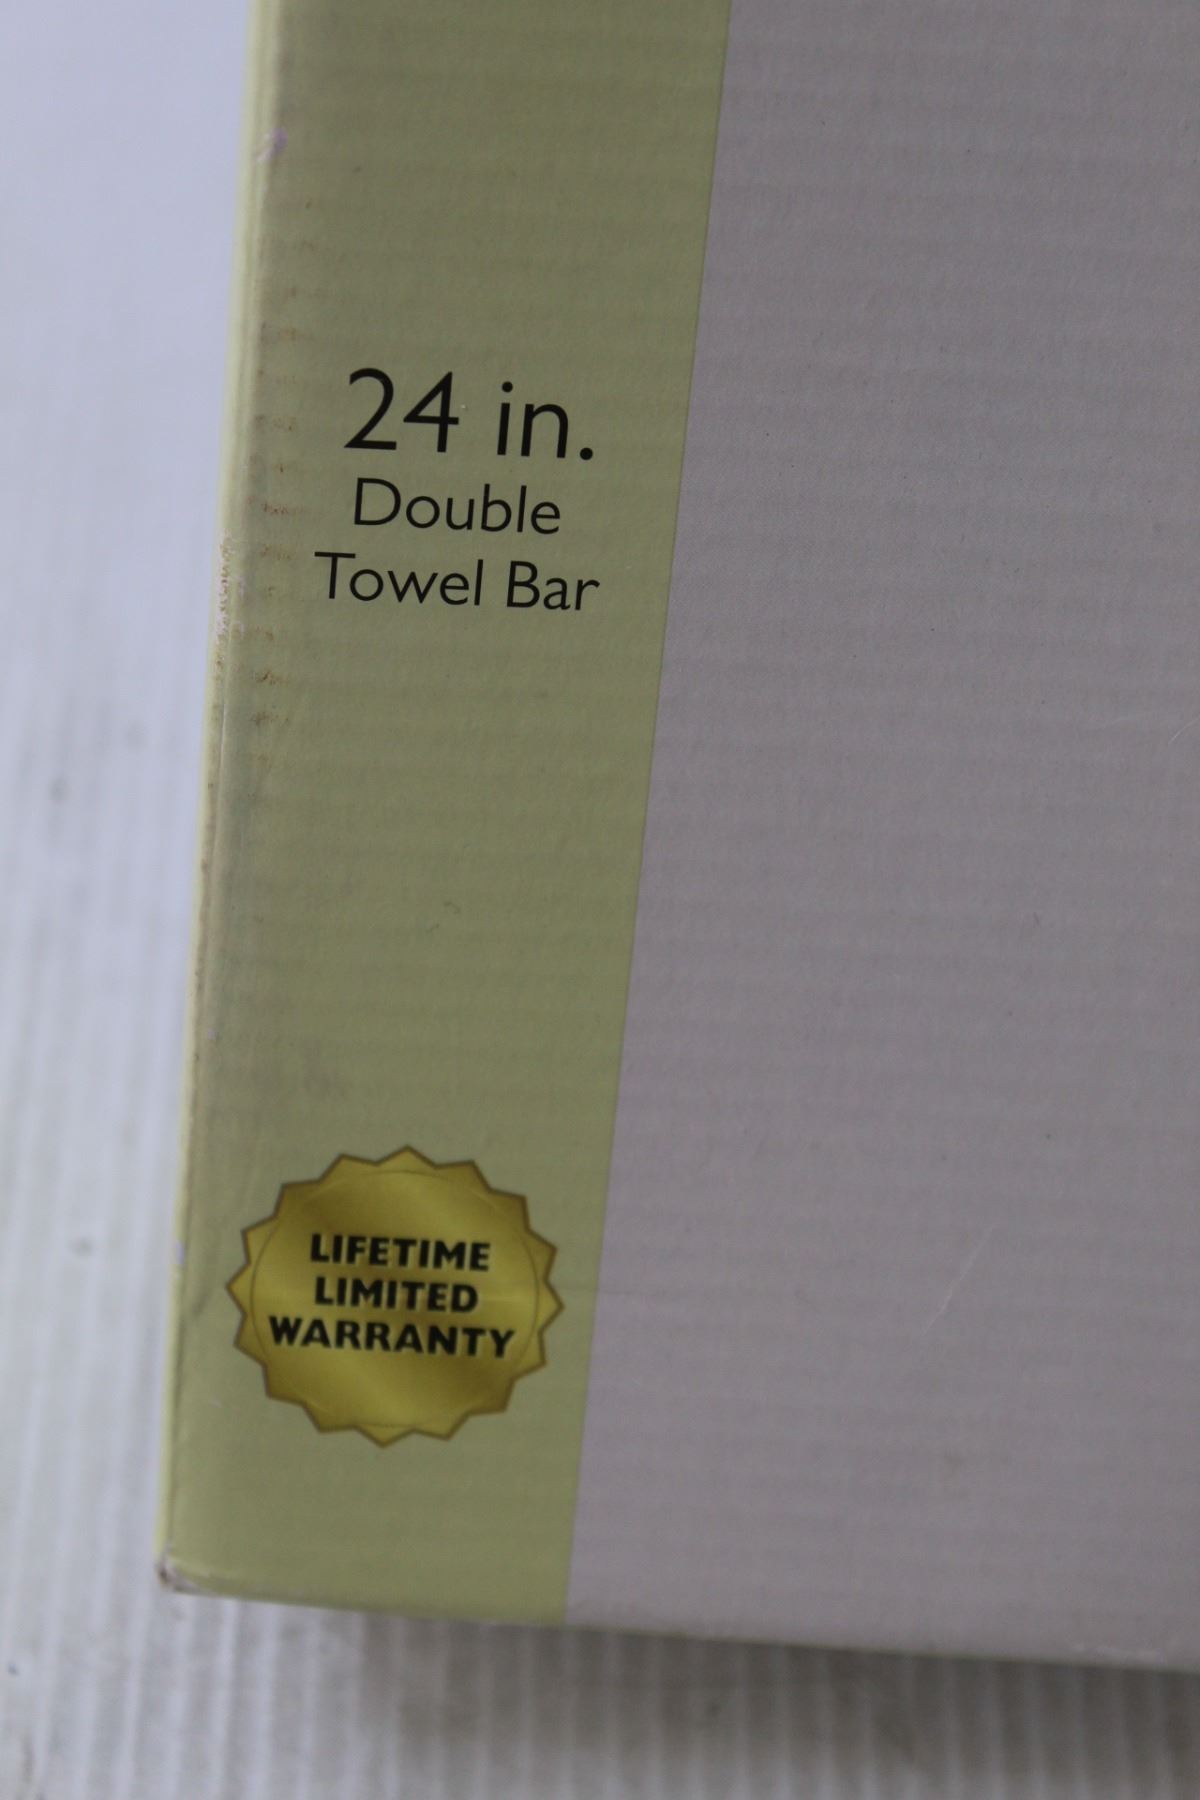 24 in.
Double
Towel Bar
LIFETIME
LIMITED
WARRANTY